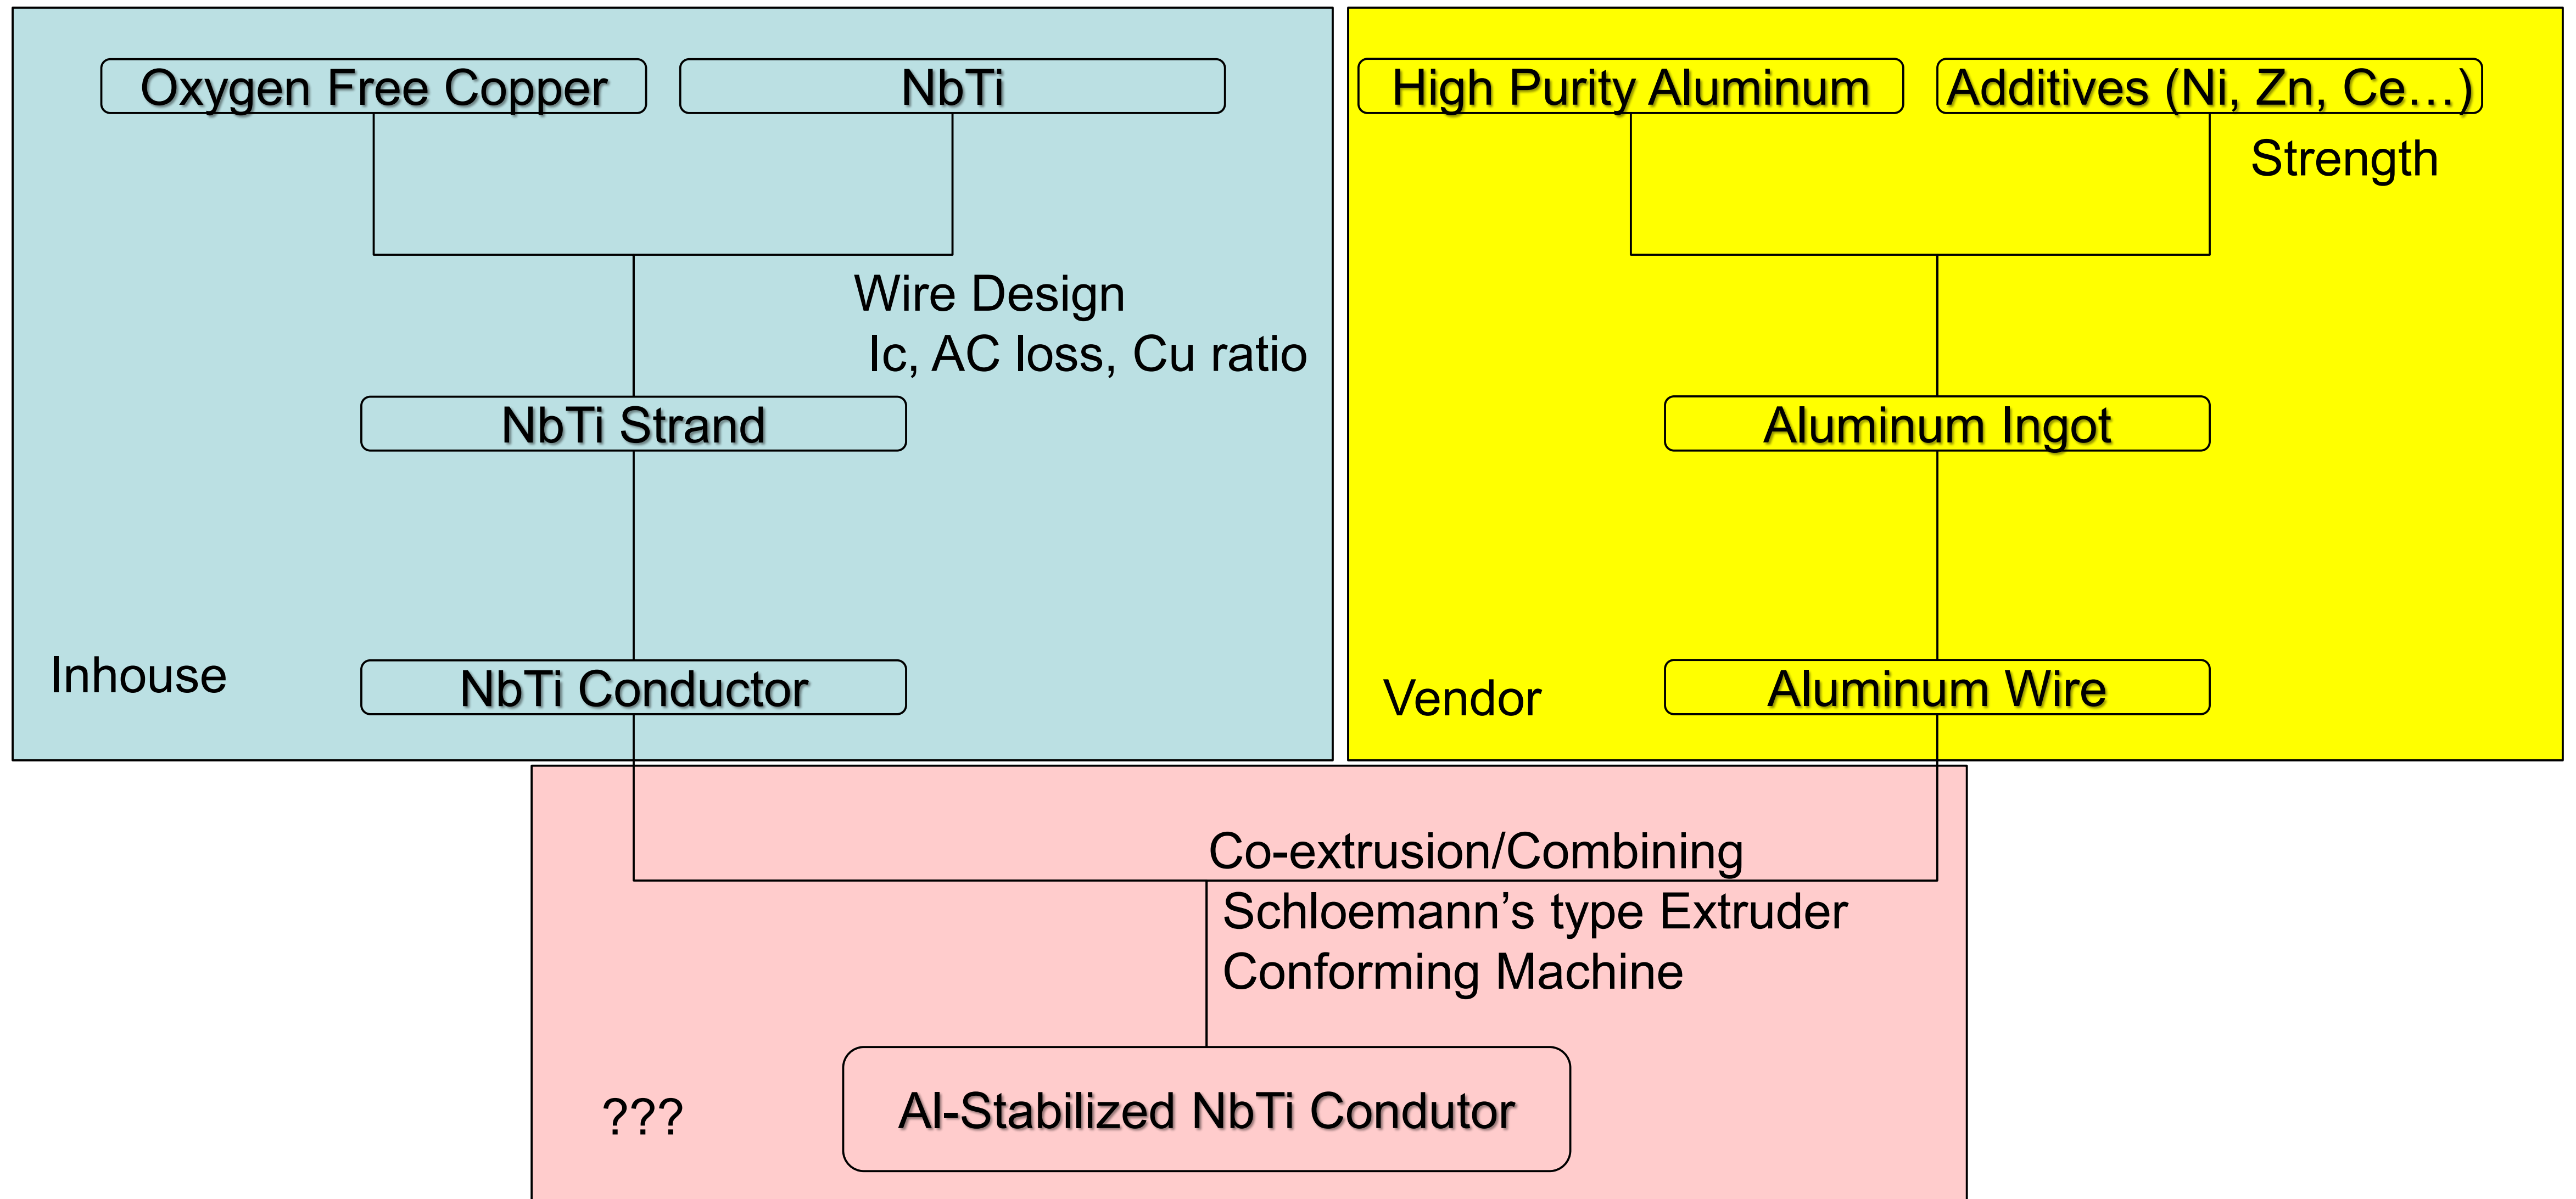 Oxygen Free Copper
NbTi
High Purity Aluminum
Additives (Ni, Zn, Ce…)
Strength
Wire Design
Ic, AC loss, Cu ratio
NbTi Strand
Aluminum Ingot
Inhouse
NbTi Conductor
Vendor
Aluminum Wire
Co-extrusion/Combining
Schloemann’s type Extruder
Conforming Machine
???
Al-Stabilized NbTi Condutor